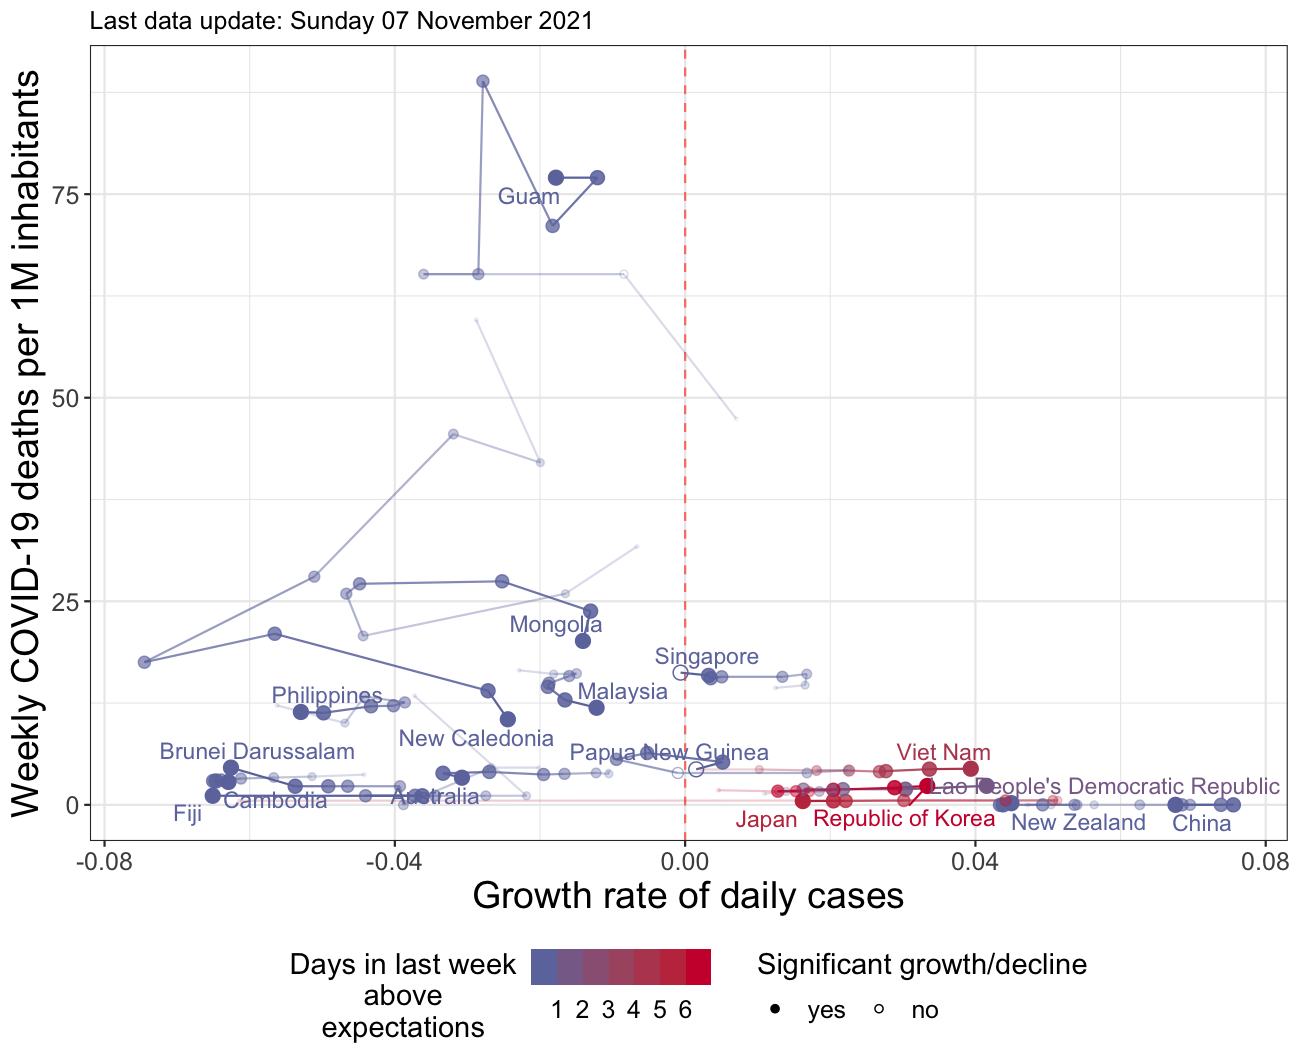 Last data update: Sunday 07 November 2021
Weekly COVID-19 deaths per 1M inhabitants
75
50
25
0
Guam
Mongolia
Singapore
Malaysia
Philippines
New Caledonia
Brunei Darussalam
Papua New Guinea
Viet Nam
Lao People's Democratic Republic
Fiji
Cambodia
Australia
Japan
Republic of Korea
New Zealand
China
-0.08
-0.04
0.00
0.04
0.08
Growth rate of daily cases
Days in last week
above
expectations
1 2 3 4 5 6
Significant growth/decline
yes
no